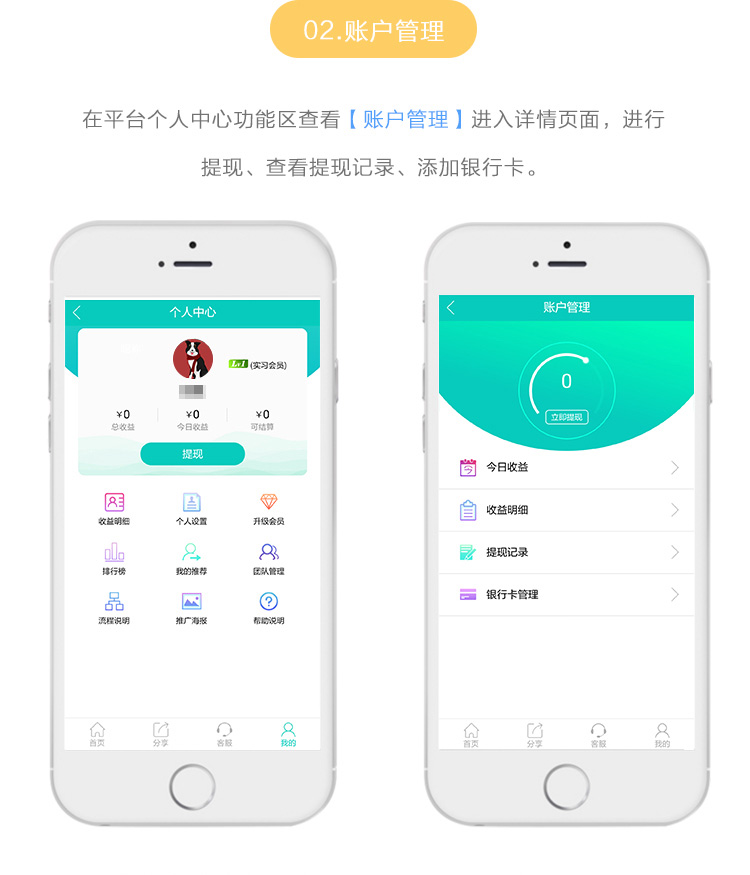 02.账户管理
在平台个人中心功能区查看【账户管理】进入详情页面，进行
提现、查看提现记录、添加银行卡。
个人中心
Lv1 (实习会员)
¥0 ¥0 ¥0
总收益 今日收益 可结算
提现
收益明细 个人设置 升级会员
排行榜 我的推荐 团队管理
流程说明 推广海报 帮助说明
首页 分享 客服 我的
账户管理
0
立即提现
今日收益
收益明细
提现记录
银行卡管理
首页 分享 客服 我的